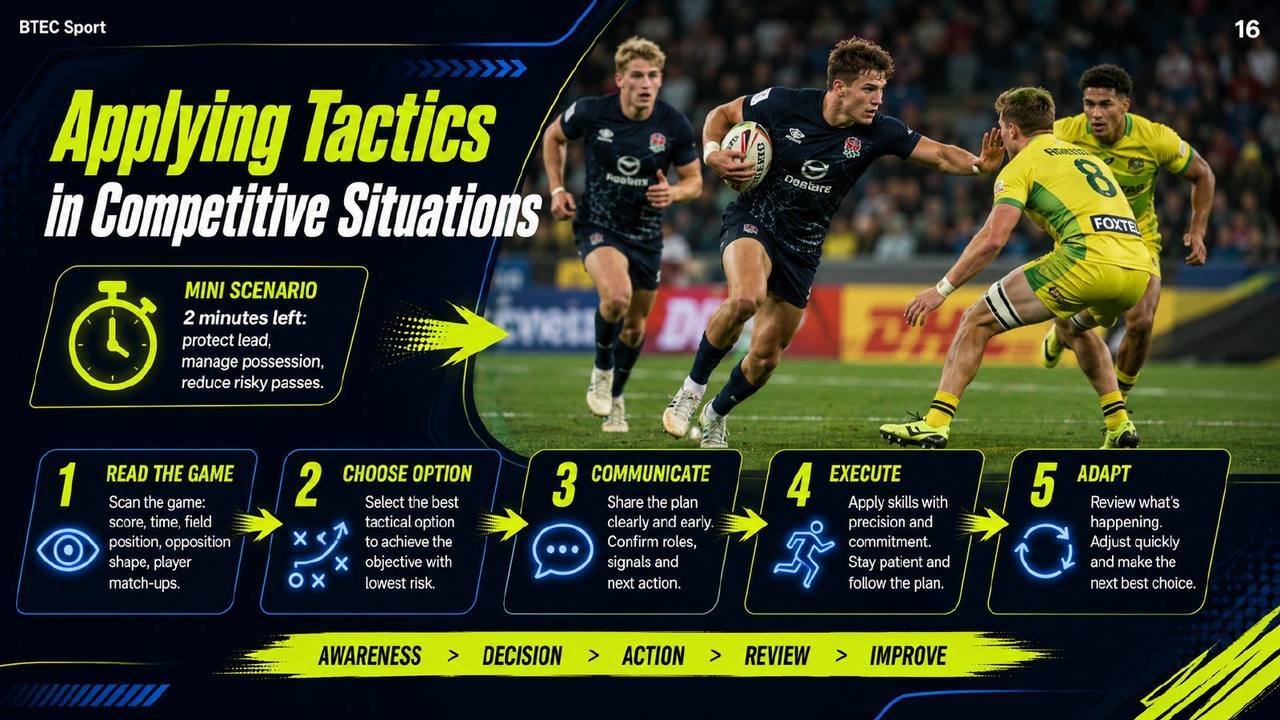 BTEC Sport
16
Applying Tactics
in Competitive Situations
MINI SCENARIO
2 minutes left:
protect lead,
manage possession,
reduce risky passes.
8
FOXTEL
DHL
1
READ THE GAME
Scan the game:
score, time, field
position, opposition
shape, player
match-ups.
2
CHOOSE OPTION
Select the best
tactical option
to achieve the
objective with
lowest risk.
3
COMMUNICATE
Share the plan
clearly and early.
Confirm roles,
signals and
next action.
4
EXECUTE
Apply skills with
precision and
commitment.
Stay patient and
follow the plan.
5
ADAPT
Review what's
happening.
Adjust quickly
and make the
next best choice.
AWARENESS > DECISION > ACTION > REVIEW > IMPROVE